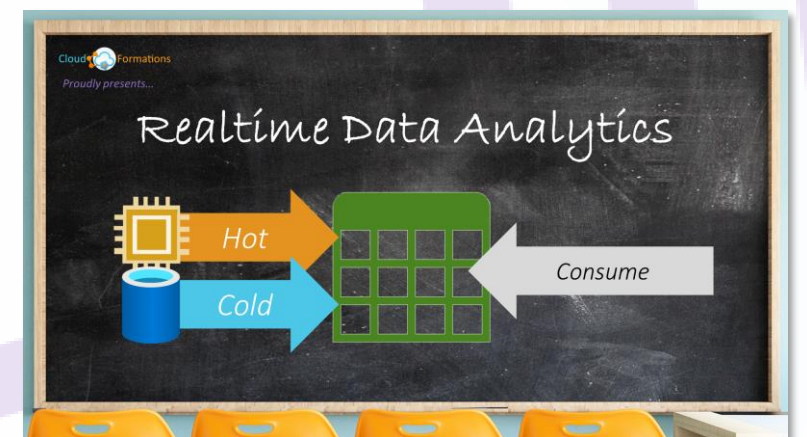 Cloud Formations
Proudly presents...
Realtime Data Analytics
Hot
Cold
Consume